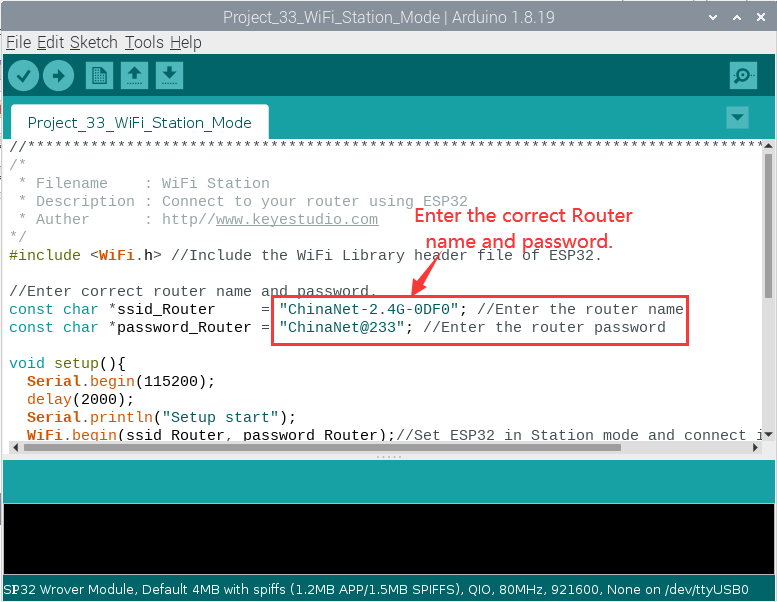 Project_33_WiFi_Station_Mode | Arduino 1.8.19
File Edit Sketch Tools Help
Project_33_WiFi_Station_Mode
//**********************************************************************************
/*
 * Filename    : WiFi Station
 * Description : Connect to your router using ESP32
 * Auther      : http//www.keyestudio.com
*/
Enter the correct Router
name and password.
#include <WiFi.h> //Include the WiFi Library header file of ESP32.
//Enter correct router name and password.
const char *ssid_Router     = "ChinaNet-2.4G-0DF0"; //Enter the router name
const char *password_Router = "ChinaNet@233"; //Enter the router password
void setup(){
  Serial.begin(115200);
  delay(2000);
  Serial.println("Setup start");
  WiFi.begin(ssid_Router, password_Router);//Set ESP32 in Station mode and connect i
SP32 Wrover Module, Default 4MB with spiffs (1.2MB APP/1.5MB SPIFFS), QIO, 80MHz, 921600, None on /dev/ttyUSB0